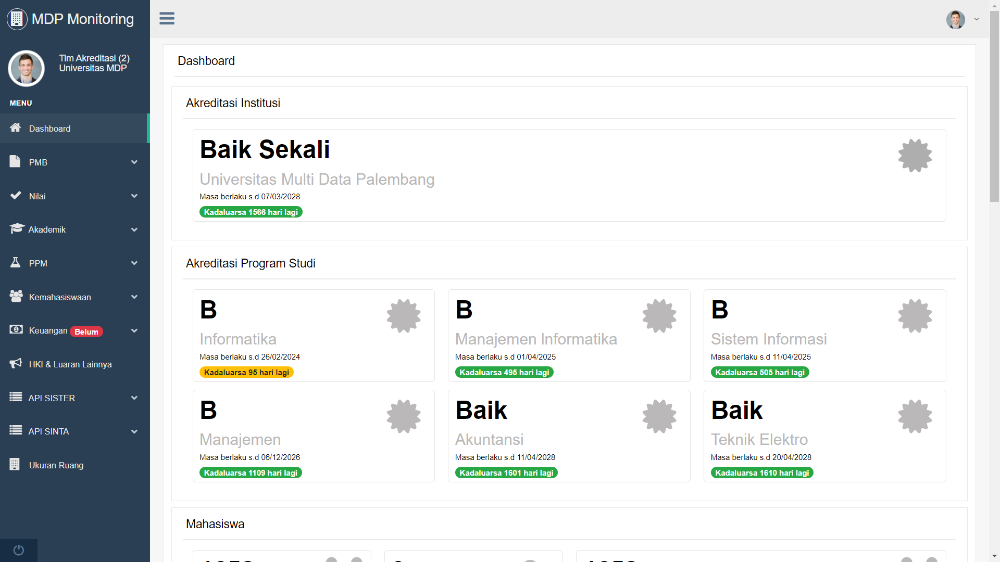 MDP Monitoring
Tim Akreditasi (2)
Universitas MDP
MENU
Dashboard
PMB
Nilai
Akademik
PPM
Kemahasiswaan
Keuangan Belum
HKI & Luaran Lainnya
API SISTER
API SINTA
Ukuran Ruang
Dashboard
Akreditasi Institusi
Baik Sekali
Universitas Multi Data Palembang
Masa berlaku s.d 07/03/2028
Kadaluarsa 1566 hari lagi
Akreditasi Program Studi
B
Informatika
Masa berlaku s.d 26/02/2024
Kadaluarsa 95 hari lagi
B
Manajemen Informatika
Masa berlaku s.d 01/04/2025
Kadaluarsa 495 hari lagi
B
Sistem Informasi
Masa berlaku s.d 11/04/2025
Kadaluarsa 505 hari lagi
B
Manajemen
Masa berlaku s.d 06/12/2026
Kadaluarsa 1109 hari lagi
Baik
Akuntansi
Masa berlaku s.d 11/04/2028
Kadaluarsa 1601 hari lagi
Baik
Teknik Elektro
Masa berlaku s.d 20/04/2028
Kadaluarsa 1610 hari lagi
Mahasiswa